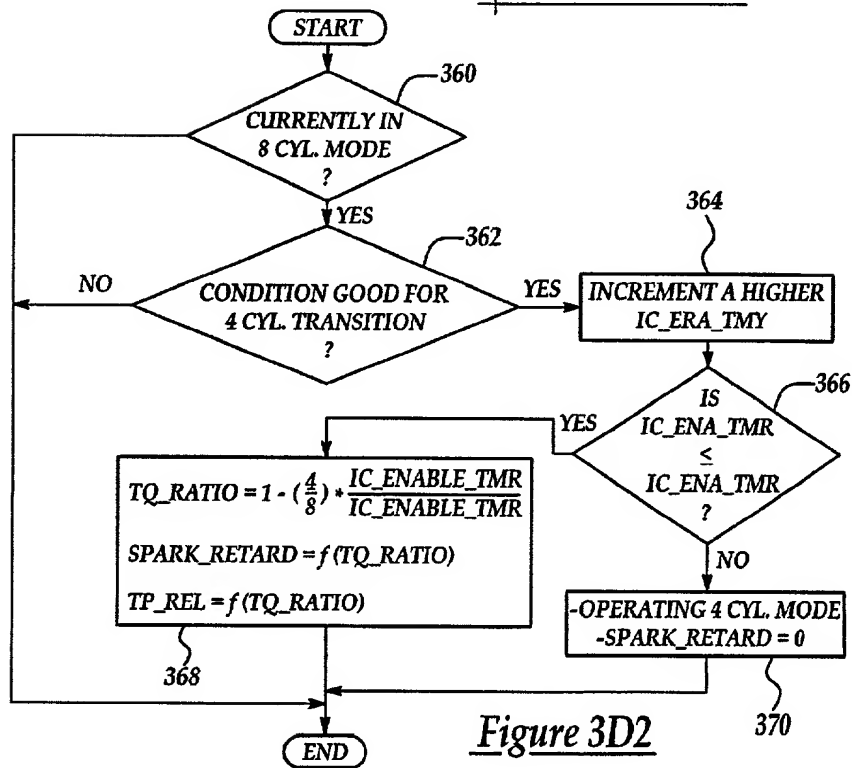 START
360
CURRENTLY IN
8 CYL. MODE
?
YES
362
364
NO
CONDITION GOOD FOR
4 CYL. TRANSITION
?
YES
INCREMENT A HIGHER
IC_ERA_TMY
366
IS
IC_ENA_TMR
≤
IC_ENA_TMR
?
YES
TQ_RATIO = 1 - (4/8) * IC_ENABLE_TMR / IC_ENABLE_TMR
SPARK_RETARD = f (TQ_RATIO)
TP_REL = f (TQ_RATIO)
368
NO
-OPERATING 4 CYL. MODE
-SPARK_RETARD = 0
370
END
Figure 3D2